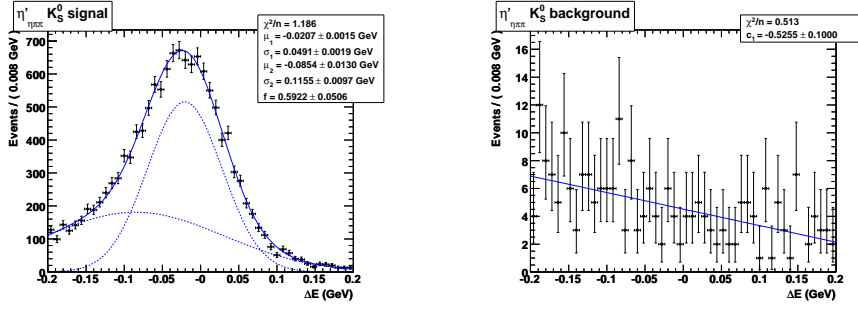 η′ηππ K⁰S signal
χ²/n = 1.186
μ1 = -0.0207 ± 0.0015 GeV
σ1 = 0.0491 ± 0.0019 GeV
μ2 = -0.0854 ± 0.0130 GeV
σ2 = 0.1155 ± 0.0097 GeV
f = 0.5922 ± 0.0506
Events / ( 0.008 GeV )
700
600
500
400
300
200
100
0
-0.2 -0.15 -0.1 -0.05 -0 0.05 0.1 0.15 0.2
ΔE (GeV)
η′ηππ K⁰S background
χ²/n = 0.513
c1 = -0.5255 ± 0.1000
Events / ( 0.008 GeV )
16
14
12
10
8
6
4
2
0
-0.2 -0.15 -0.1 -0.05 -0 0.05 0.1 0.15 0.2
ΔE (GeV)